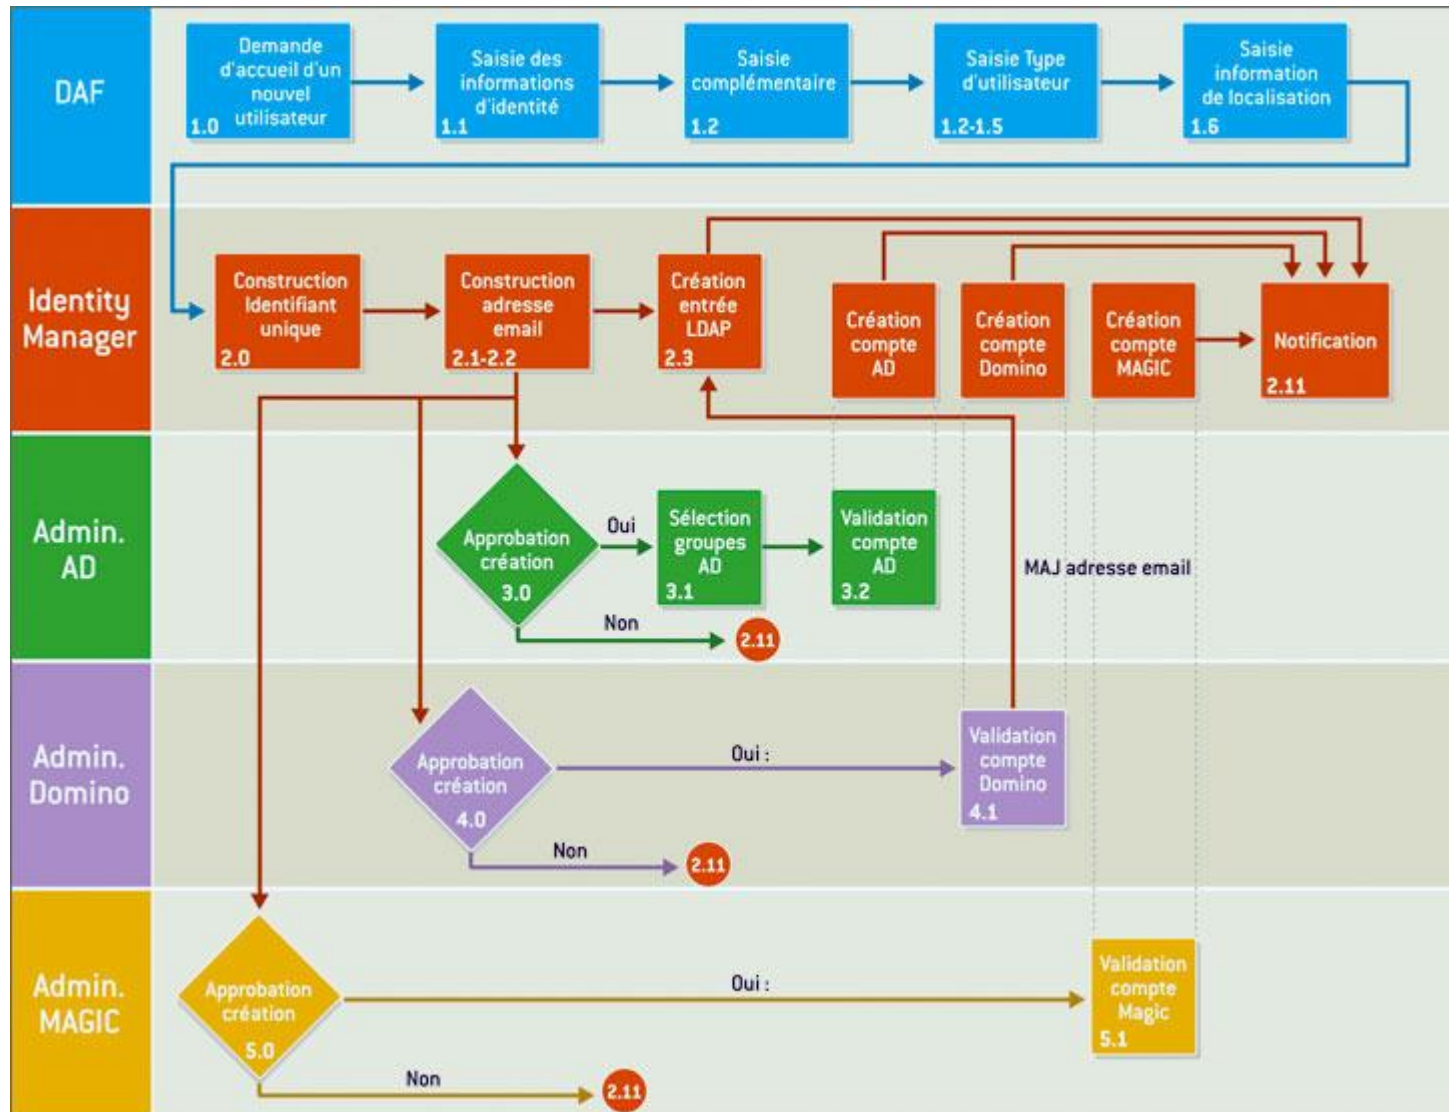 DAF
Demande
d'accueil d'un
nouvel
utilisateur
1.0
Saisie des
informations
d'identité
1.1
Saisie
complémentaire
1.2
Saisie Type
d'utilisateur
1.2-1.5
Saisie
information
de localisation
1.6
Identity
Manager
Construction
Identifiant
unique
2.0
Construction
adresse
email
2.1-2.2
Création
entrée
LDAP
2.3
Création
compte
AD
Création
compte
Domino
Création
compte
MAGIC
Notification
2.11
Admin.
AD
Approbation
création
3.0
Oui
Sélection
groupes
AD
3.1
Validation
compte
AD
3.2
MAJ adresse email
Non
2.11
Admin.
Domino
Approbation
création
4.0
Oui :
Validation
compte
Domino
4.1
Non
2.11
Admin.
MAGIC
Approbation
création
5.0
Oui :
Validation
compte
Magic
5.1
Non
2.11